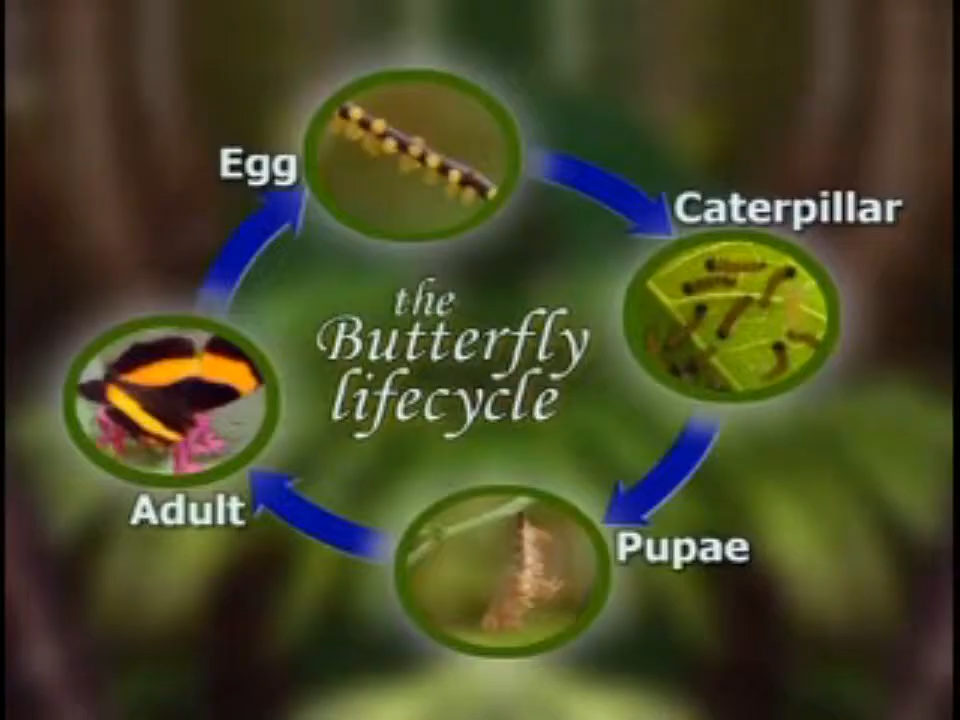 Egg
Caterpillar
the
Butterfly
lifecycle
Adult
Pupae